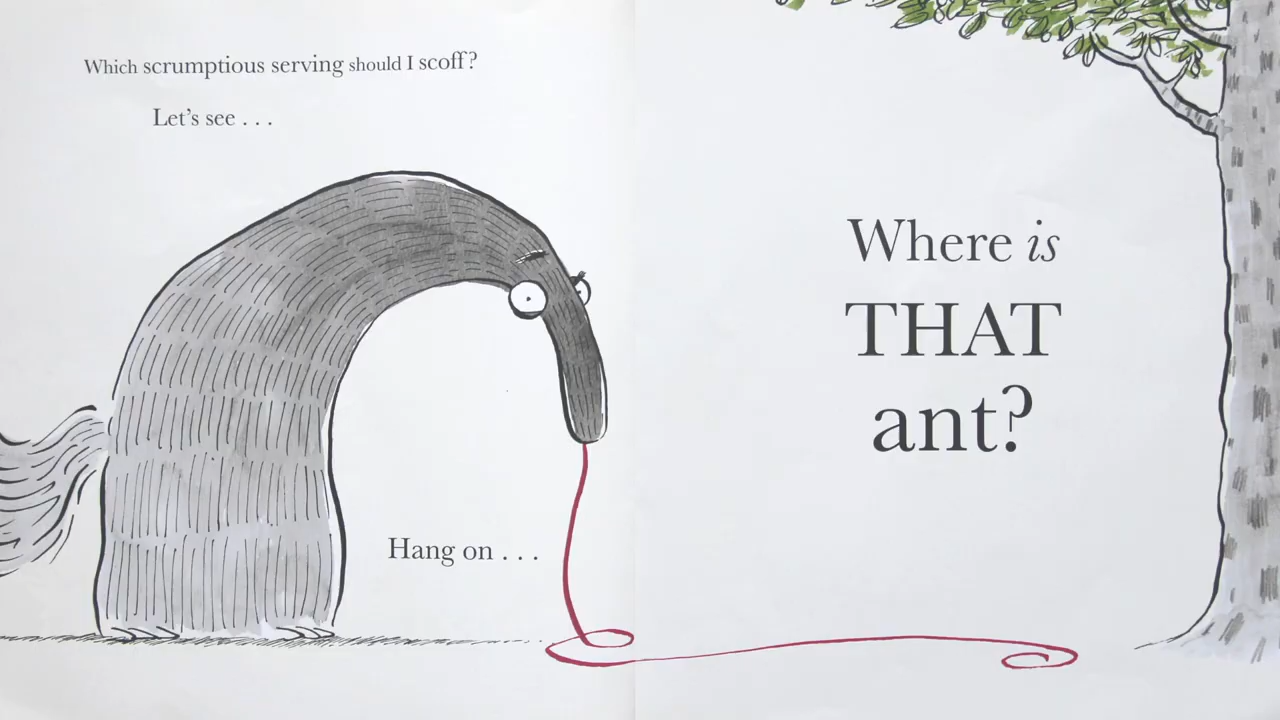 Which scrumptious serving should I scoff?
Let's see . . .
Hang on . . .
Where is
THAT
ant?